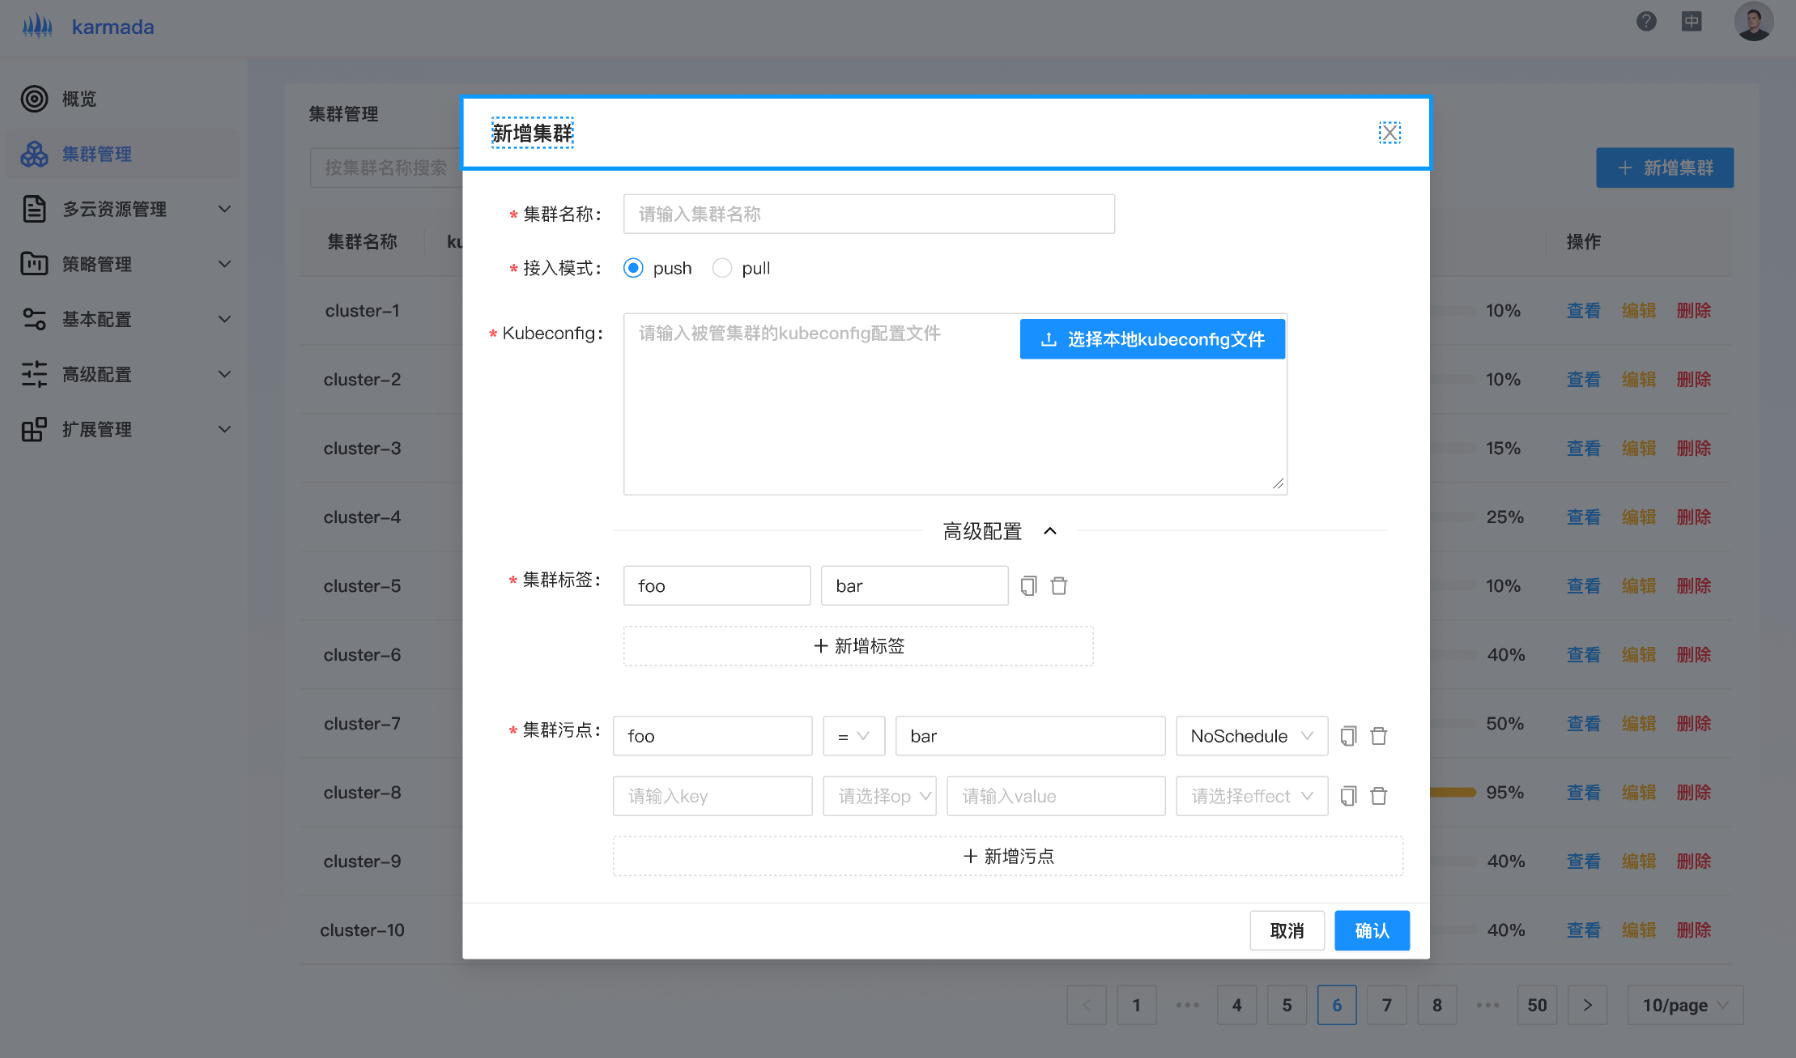 karmada
中
概览
集群管理
多云资源管理
策略管理
基本配置
高级配置
扩展管理
集群管理
按集群名称搜索
+ 新增集群
集群名称
操作
cluster-1
10%
查看 编辑 删除
cluster-2
10%
查看 编辑 删除
cluster-3
15%
查看 编辑 删除
cluster-4
25%
查看 编辑 删除
cluster-5
10%
查看 编辑 删除
cluster-6
40%
查看 编辑 删除
cluster-7
50%
查看 编辑 删除
cluster-8
95%
查看 编辑 删除
cluster-9
40%
查看 编辑 删除
cluster-10
40%
查看 编辑 删除
新增集群
* 集群名称:
请输入集群名称
* 接入模式:
push
pull
* Kubeconfig:
请输入被管集群的kubeconfig配置文件
选择本地kubeconfig文件
高级配置
* 集群标签:
foo
bar
+ 新增标签
* 集群污点:
foo
=
bar
NoSchedule
请输入key
请选择op
请输入value
请选择effect
+ 新增污点
取消
确认
< 1 ••• 4 5 6 7 8 ••• 50 >
10/page